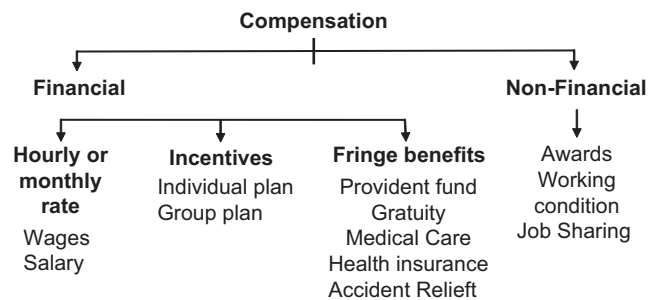 Compensation
Financial
Non-Financial
Hourly or
monthly
rate
Wages
Salary
Incentives
Individual plan
Group plan
Fringe benefits
Provident fund
Gratuity
Medical Care
Health insurance
Accident Relieft
Awards
Working
condition
Job Sharing